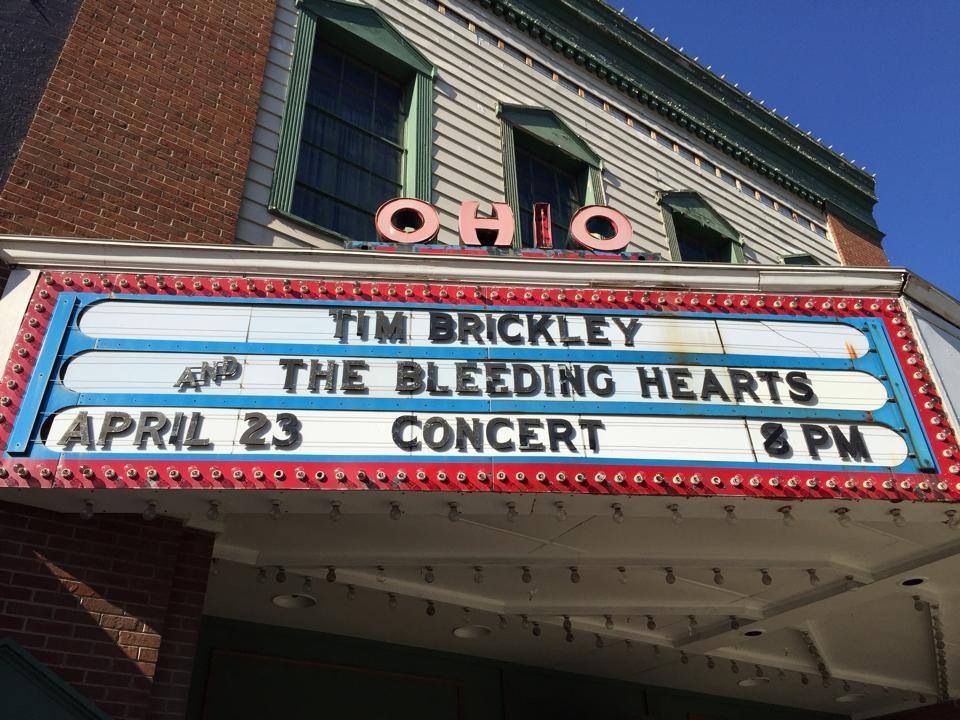 OHIO
TIM BRICKLEY
AND THE BLEEDING HEARTS
APRIL 23 CONCERT 8 PM